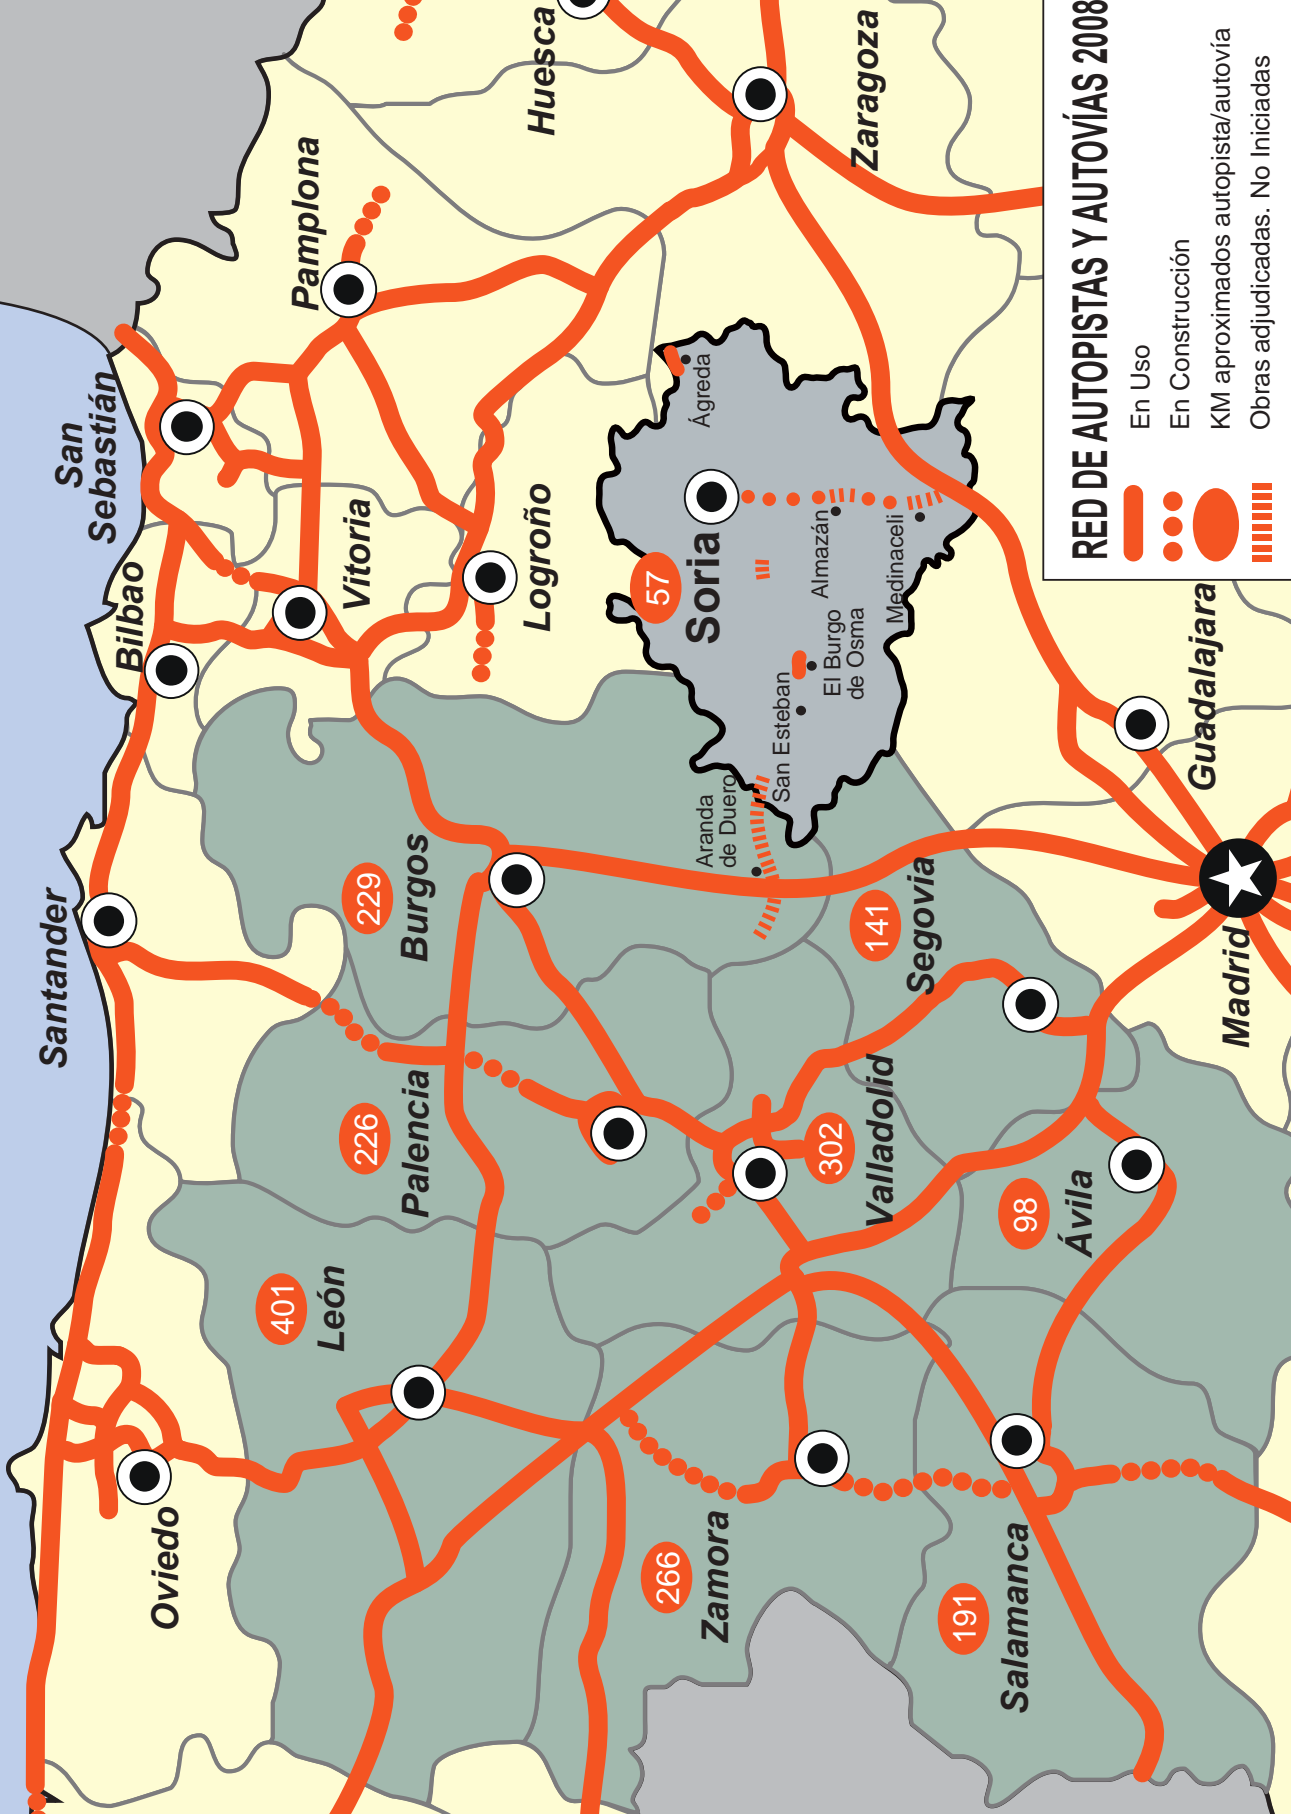 San
Sebastián
Bilbao
Santander
Oviedo
Pamplona
Huesca
Vitoria
Logroño
Zaragoza
Burgos
229
Palencia
226
León
401
Soria
57
Ágreda
Almazán
Medinaceli
El Burgo
de Osma
San Esteban
Aranda
de Duero
Segovia
141
Valladolid
302
Zamora
266
Ávila
98
Salamanca
191
Guadalajara
Madrid
RED DE AUTOPISTAS Y AUTOVÍAS 2008
En Uso
En Construcción
KM aproximados autopista/autovía
Obras adjudicadas. No Iniciadas